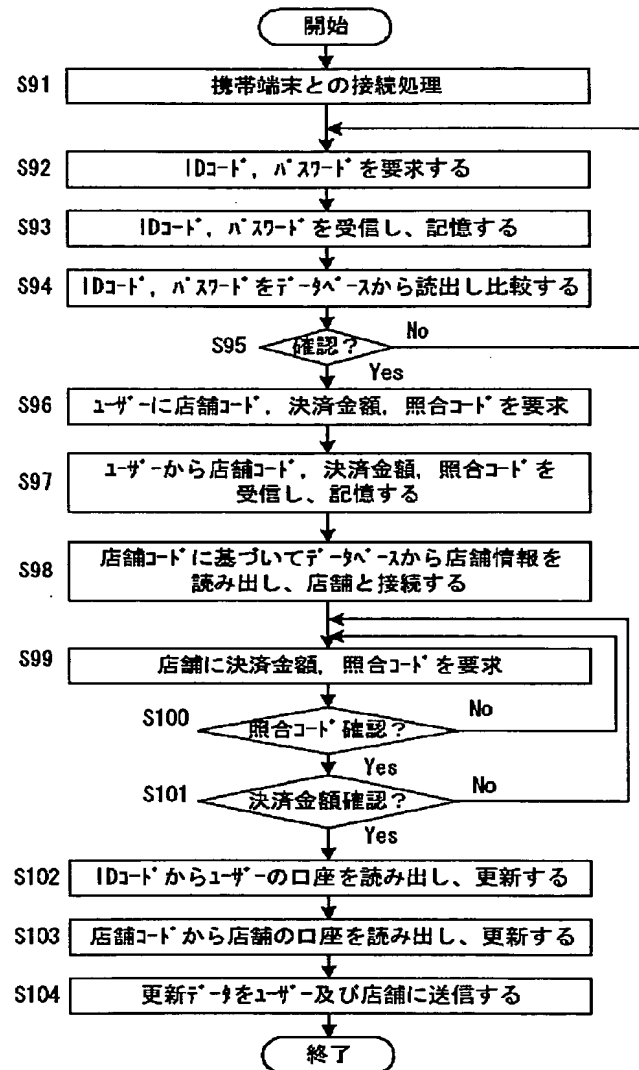 開始
S91 携帯端末との接続処理
S92 IDｺｰﾄﾞ，ﾊﾟｽﾜｰﾄﾞを要求する
S93 IDｺｰﾄﾞ，ﾊﾟｽﾜｰﾄﾞを受信し、記憶する
S94 IDｺｰﾄﾞ，ﾊﾟｽﾜｰﾄﾞをﾃﾞｰﾀﾍﾞｰｽから読出し比較する
S95 確認？ No
Yes
S96 ﾕｰｻﾞｰに店舗ｺｰﾄﾞ，決済金額，照合ｺｰﾄﾞを要求
S97 ﾕｰｻﾞｰから店舗ｺｰﾄﾞ，決済金額，照合ｺｰﾄﾞを
受信し、記憶する
S98 店舗ｺｰﾄﾞに基づいてﾃﾞｰﾀﾍﾞｰｽから店舗情報を
読み出し、店舗と接続する
S99 店舗に決済金額，照合ｺｰﾄﾞを要求
S100 照合ｺｰﾄﾞ確認？ No
Yes
S101 決済金額確認？ No
Yes
S102 IDｺｰﾄﾞからﾕｰｻﾞｰの口座を読み出し、更新する
S103 店舗ｺｰﾄﾞから店舗の口座を読み出し、更新する
S104 更新ﾃﾞｰﾀをﾕｰｻﾞｰ及び店舗に送信する
終了